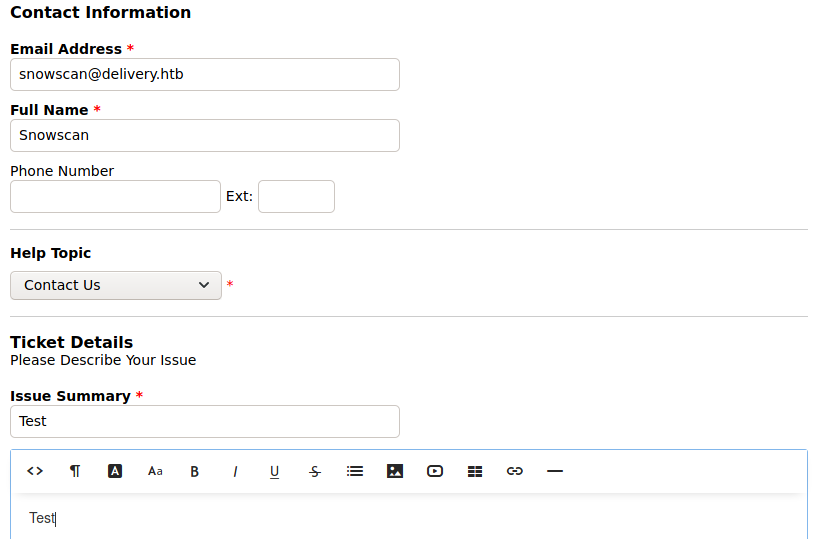 Contact Information
Email Address *
snowscan@delivery.htb
Full Name *
Snowscan
Phone Number
Ext:
Help Topic
Contact Us *
Ticket Details
Please Describe Your Issue
Issue Summary *
Test
<> ¶ A Aa B I U S
Test